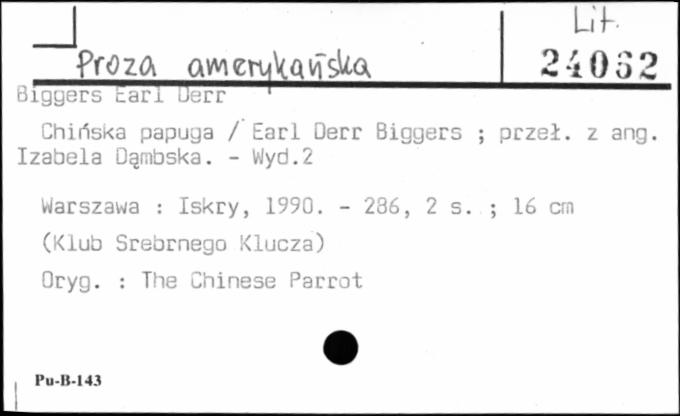 Lit.
Proza amerykańska
24062
Biggers Earl Derr
Chińska papuga / Earl Derr Biggers ; przeł. z ang.
Izabela Dąmbska. - Wyd.2
Warszawa : Iskry, 1990. - 286, 2 s. ; 16 cm
(Klub Srebrnego Klucza)
Oryg. : The Chinese Parrot
Pu-B-143